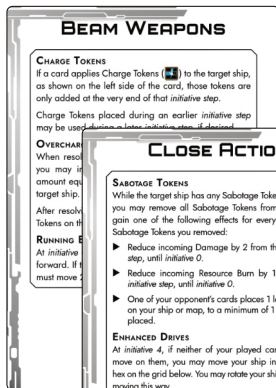 BEAM WEAPONS
CHARGE TOKENS
If a card applies Charge Tokens ( ) to the target ship,
as shown on the left side of the card, those tokens are
only added at the very end of that initiative step.
Charge Tokens placed during an earlier initiative step
may be used during a later initiative step, if desired.
OVERCHAR
When resol
you may in
amount equ
target ship.
After resolv
Tokens on th
RUNNING
At initiative
forward. If t
must move 2
CLOSE ACTIO
SABOTAGE TOKENS
While the target ship has any Sabotage Toke
you may remove all Sabotage Tokens from
gain one of the following effects for every
Sabotage Tokens you removed:
▶ Reduce incoming Damage by 2 from th
step, until initiative 0.
▶ Reduce incoming Resource Burn by 1
initiative step, until initiative 0.
▶ One of your opponent's cards places 1 l
on your ship or map, to a minimum of 1
placed.
ENHANCED DRIVES
At initiative 4, if neither of your played car
move on them, you may move your ship in
hex on the grid below. You may rotate your shi
moving this way.